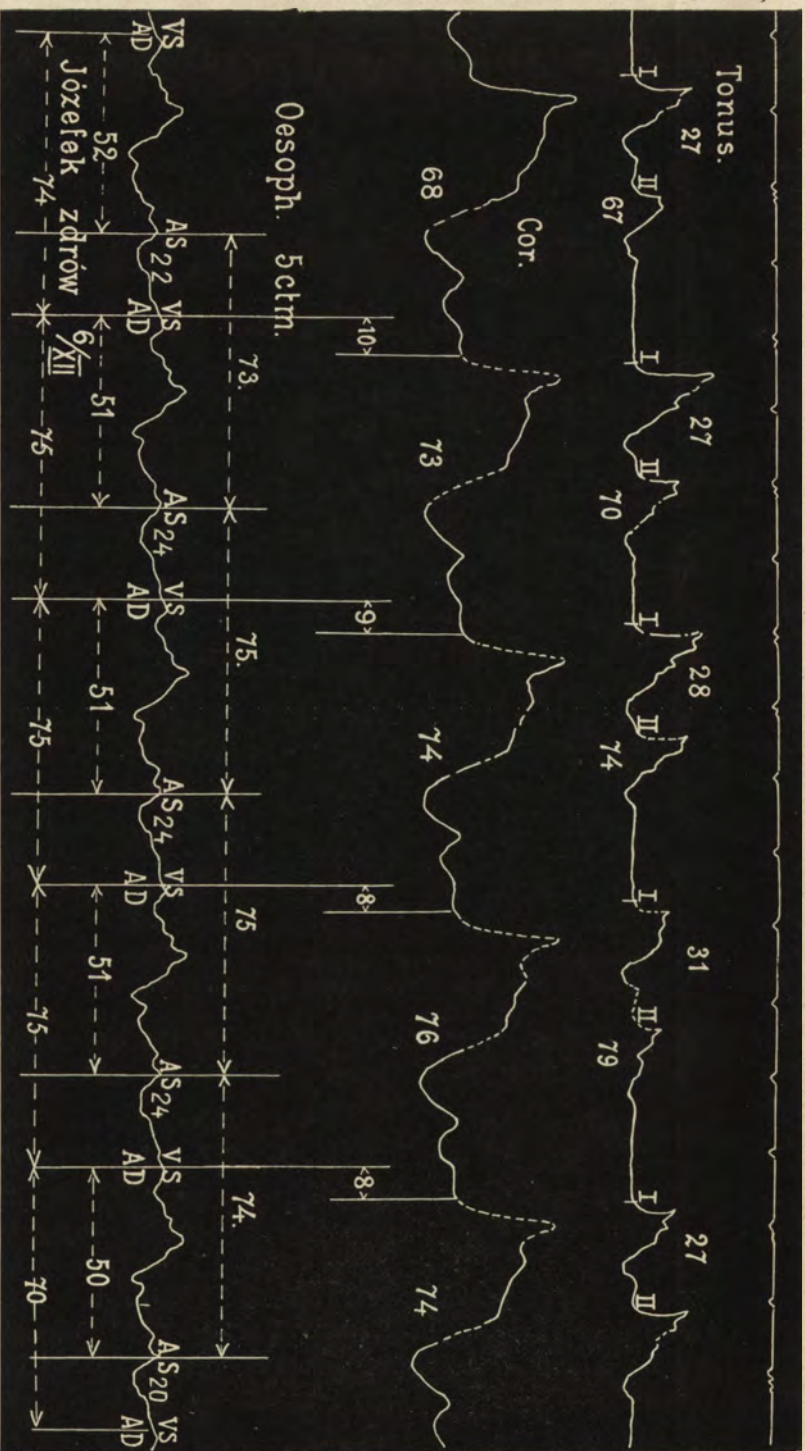 Tonus.
27 27 28 31 27
I II I II I II I II I II
67 70 74 79
Cor.
68 73 74 76 74
10 9 8 8
Oesoph. 5ctm.
73. 75. 75 74.
VS AS 22 VS AS 24 VS AS 24 VS AS 24 VS AS 20 VS
AD AD AD AD AD AD
52 51 51 51 50
Józefek zdrów 6/XII
74 75 75 75 70